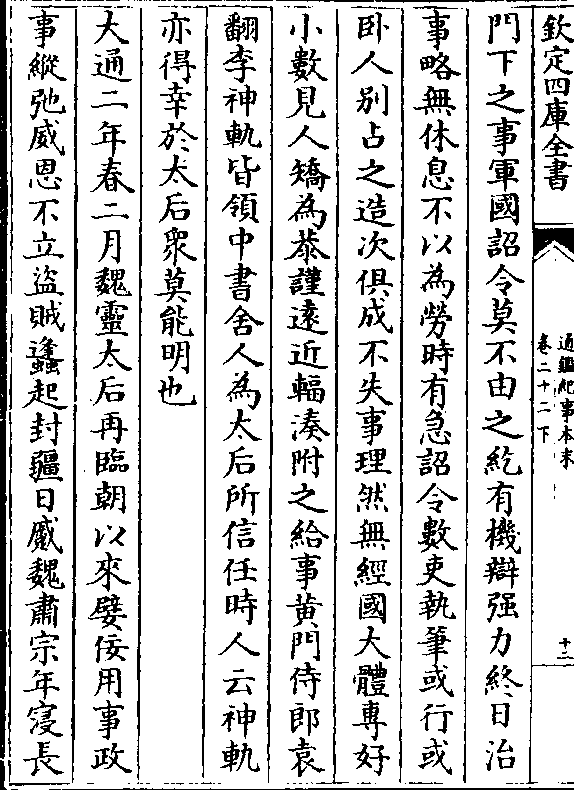 欽定四庫全書
通鑑紀事本末
卷二十二下
十二
門下之事軍國詔令莫不由之紇有機辯强力終日治
事略無休息不以為勞時有急詔令數吏執筆或行或
卧人别占之造次俱成不失事理然無經國大體專好
小數見人矯為恭謹逺近輻湊附之給事黄門侍郎袁
翻李神軌皆領中書舍人為太后所信任時人云神軌
亦得幸於太后衆莫能明也
大通二年春二月魏靈太后再臨朝以來嬖佞用事政
事縱弛威恩不立盜賊蠭起封疆日蹙魏肅宗年寖長